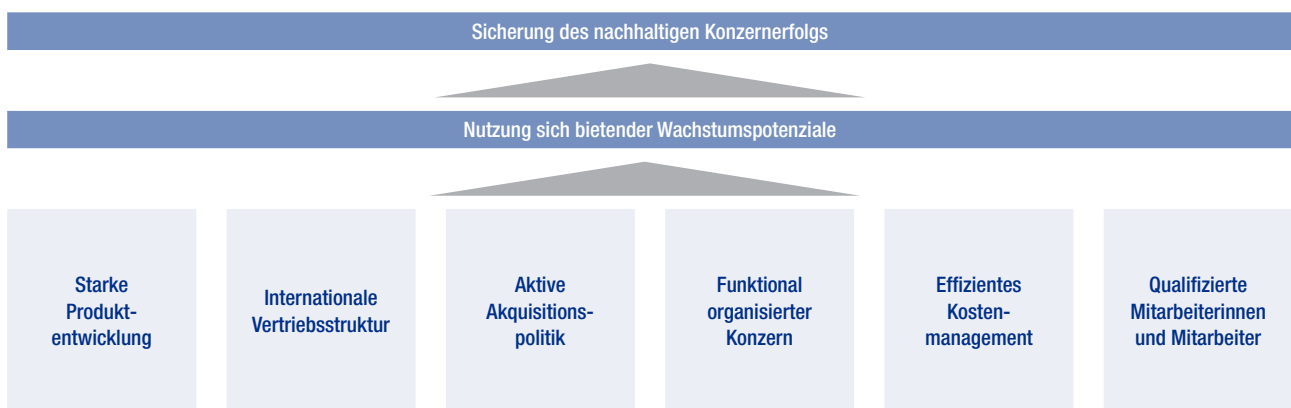 Sicherung des nachhaltigen Konzernerfolgs
Nutzung sich bietender Wachstumspotenziale
Starke
Produkt-
entwicklung
Internationale
Vertriebsstruktur
Aktive
Akquisitions-
politik
Funktional
organisierter
Konzern
Effizientes
Kosten-
management
Qualifizierte
Mitarbeiterinnen
und Mitarbeiter